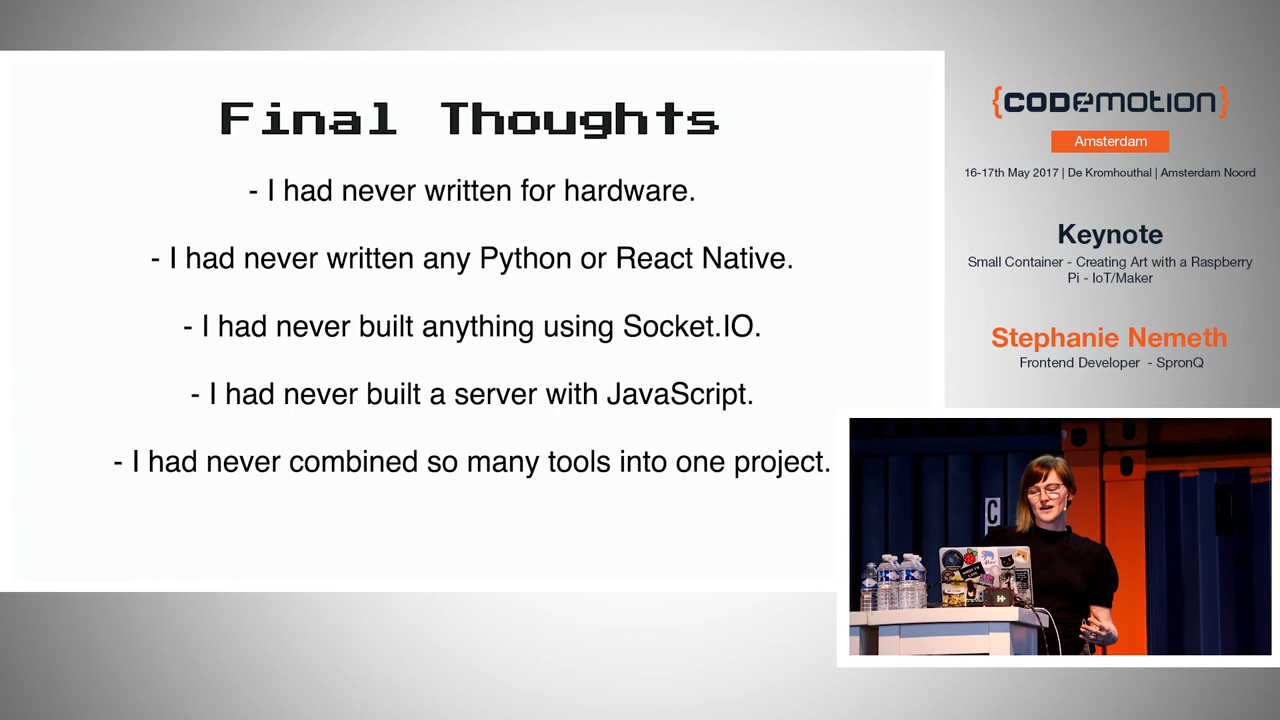 Final Thoughts
- I had never written for hardware.
- I had never written any Python or React Native.
- I had never built anything using Socket.IO.
- I had never built a server with JavaScript.
- I had never combined so many tools into one project.
{CODEMOTION}
Amsterdam
16-17th May 2017 | De Kromhouthal | Amsterdam Noord
Keynote
Small Container - Creating Art with a Raspberry
Pi - IoT/Maker
Stephanie Nemeth
Frontend Developer - SpronQ
C